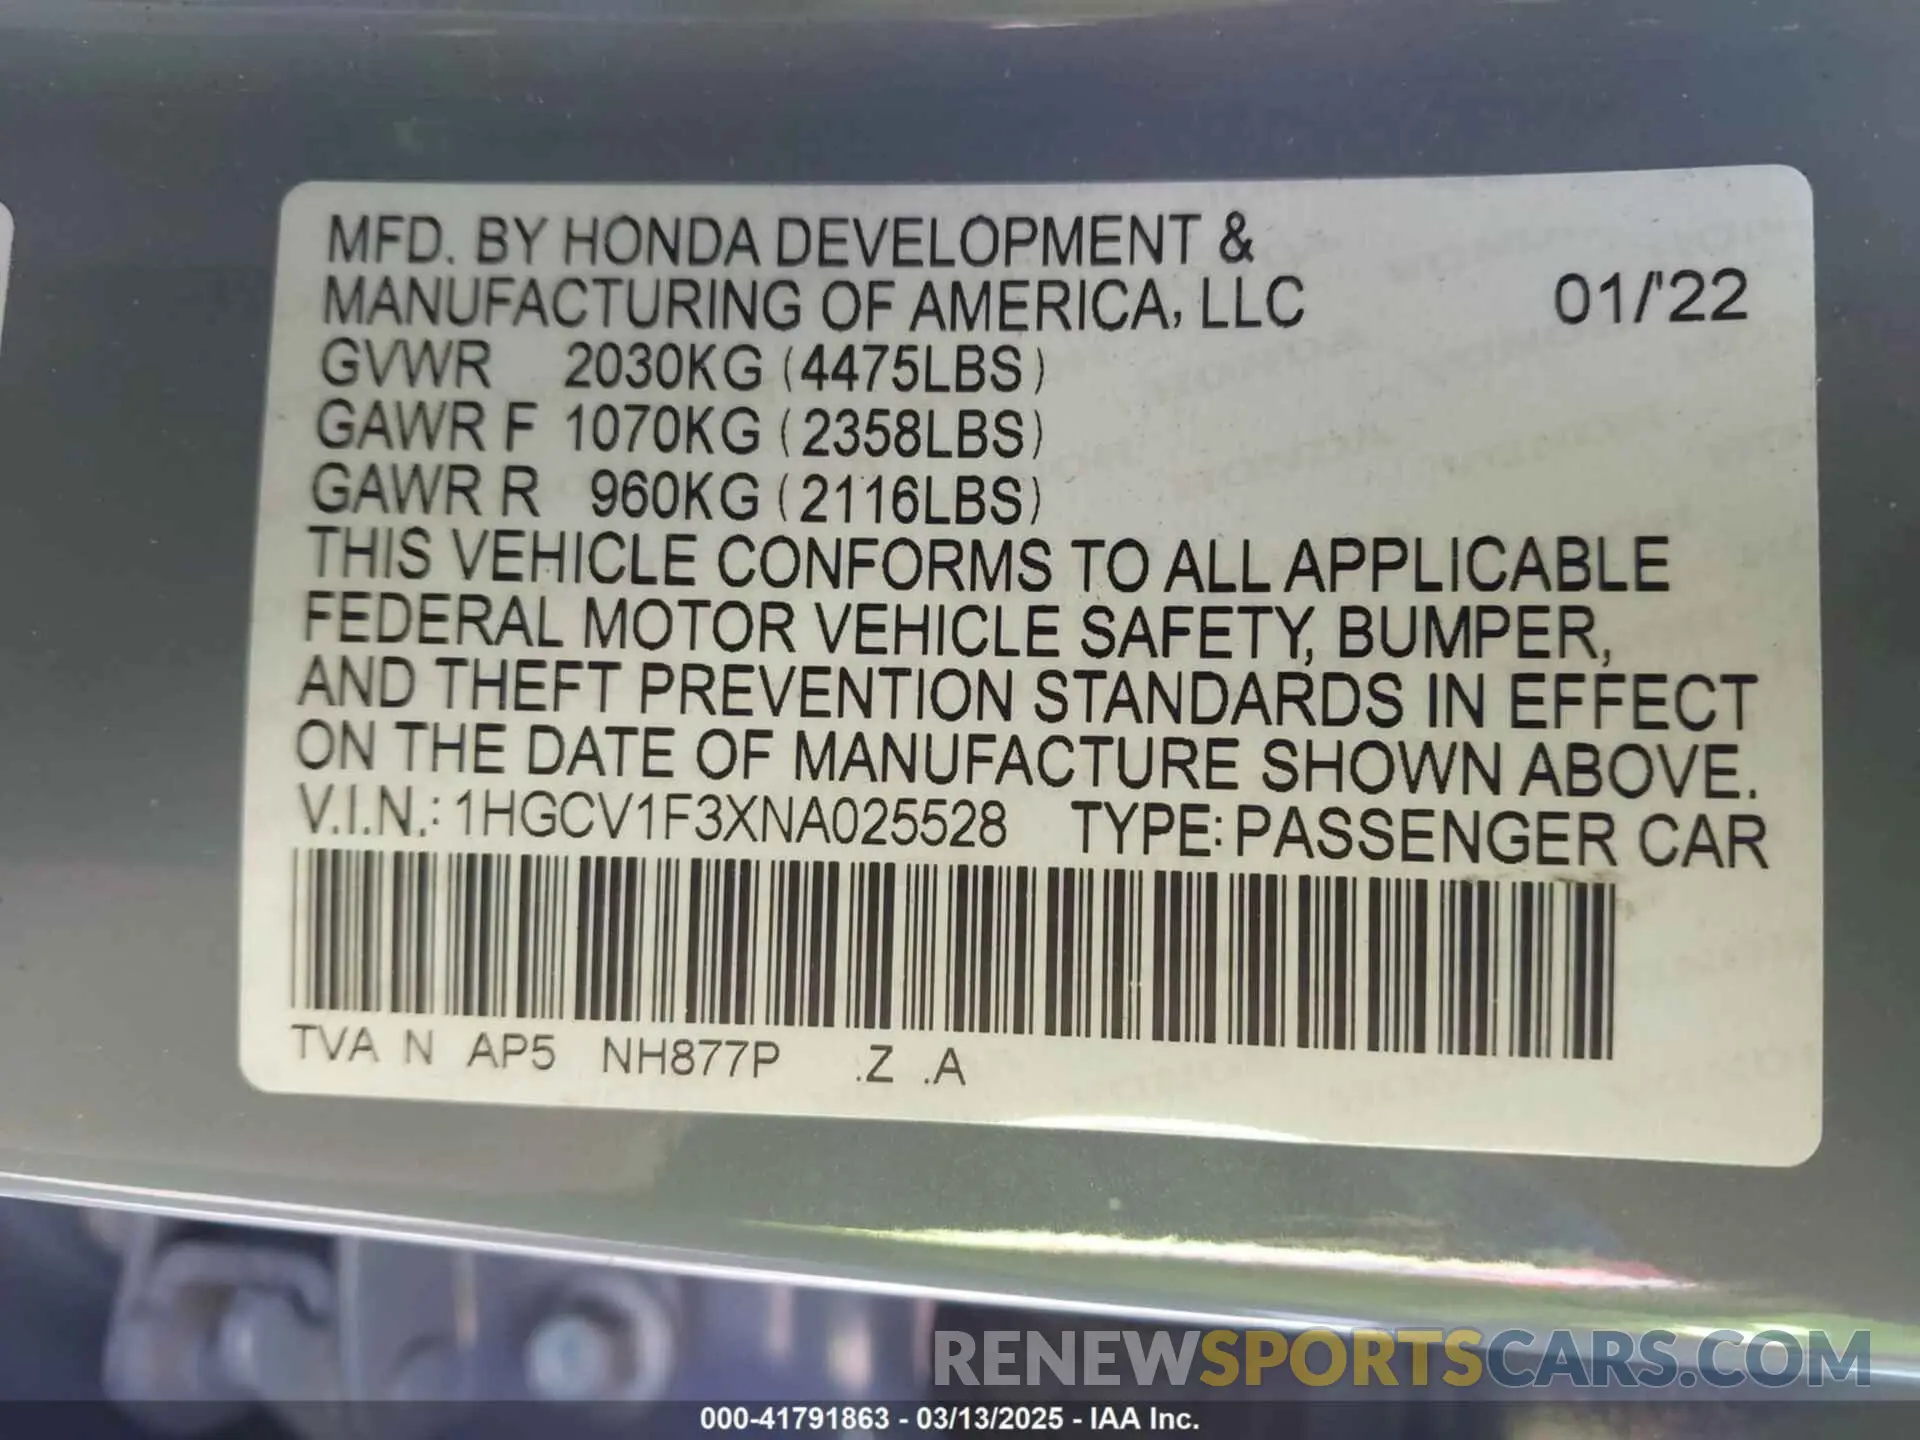 MFD. BY HONDA DEVELOPMENT &
MANUFACTURING OF AMERICA, LLC 01/'22
GVWR 2030KG (4475LBS)
GAWR F 1070KG (2358LBS)
GAWR R 960KG (2116LBS)
THIS VEHICLE CONFORMS TO ALL APPLICABLE
FEDERAL MOTOR VEHICLE SAFETY, BUMPER,
AND THEFT PREVENTION STANDARDS IN EFFECT
ON THE DATE OF MANUFACTURE SHOWN ABOVE.
V.I.N.: 1HGCV1F3XNA025528 TYPE: PASSENGER CAR
TVA N AP5 NH877P .Z .A
RENEWSPORTSCARS.COM
000-41791863 - 03/13/2025 - IAA Inc.